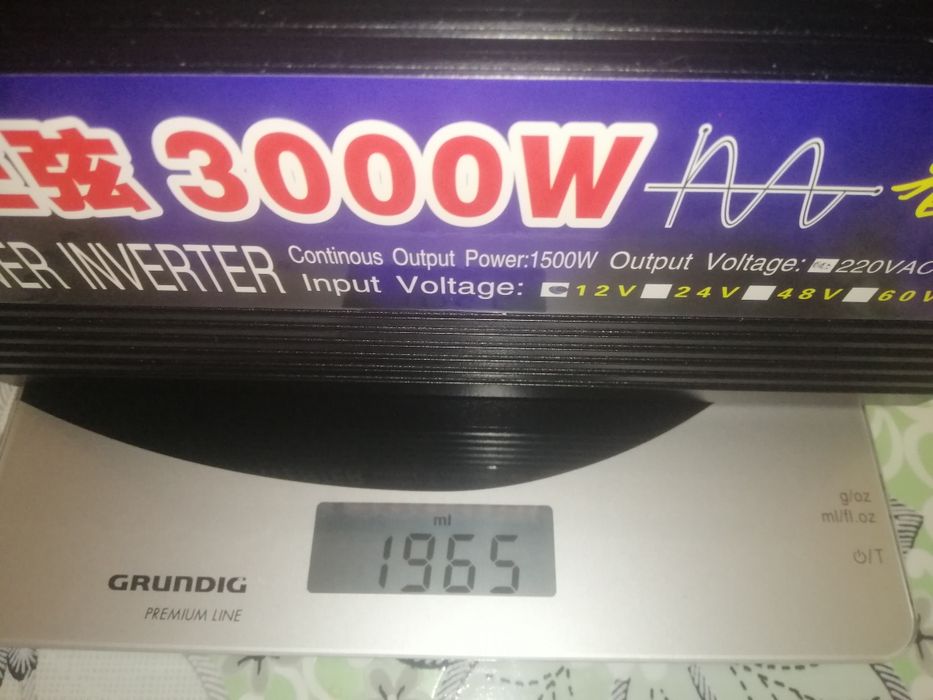 正弦 3000W
ER INVERTER
Continous Output Power:1500W Output Voltage: 220VAC
Input Voltage: 12V 24V 48V 60V
ml
1965
g/oz
ml/fl.oz
/T
GRUNDIG
PREMIUM LINE